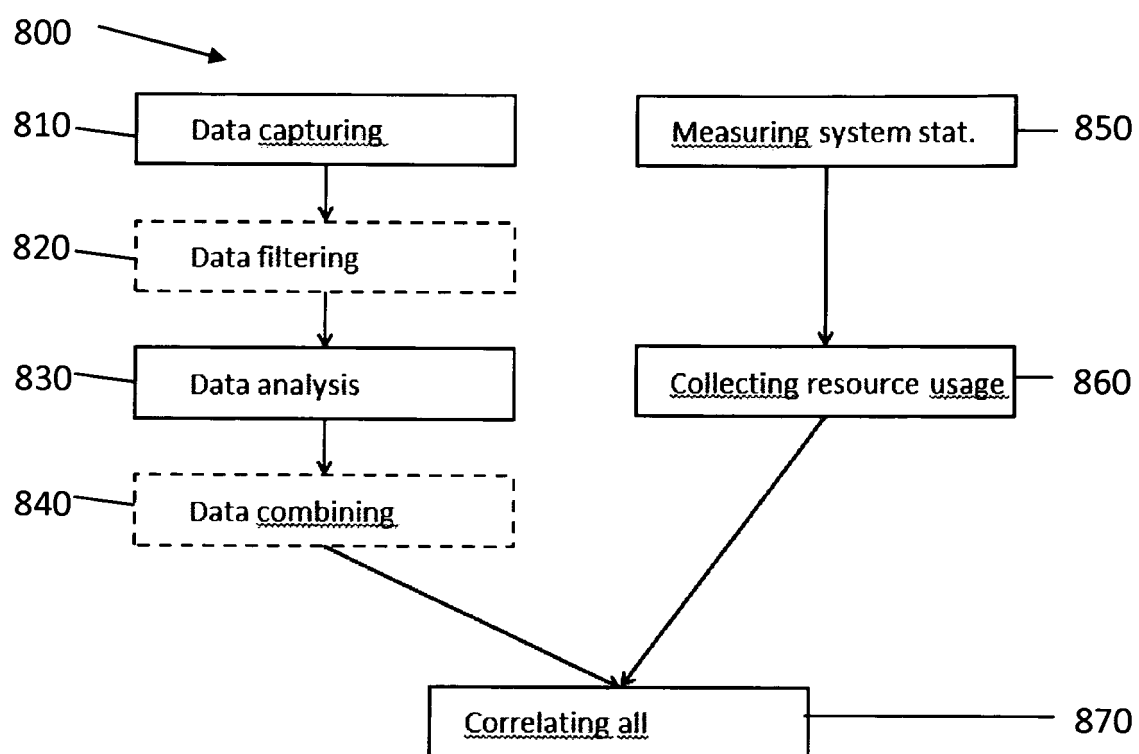 800
810 Data capturing
Measuring system stat. 850
820 Data filtering
830 Data analysis
Collecting resource usage 860
840 Data combining
Correlating all 870